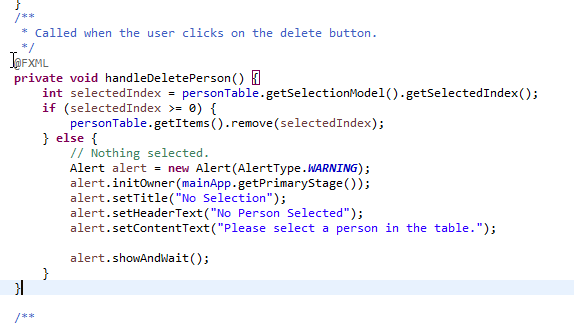 }
/**
 * Called when the user clicks on the delete button.
 */
@FXML
private void handleDeletePerson() {
    int selectedIndex = personTable.getSelectionModel().getSelectedIndex();
    if (selectedIndex >= 0) {
        personTable.getItems().remove(selectedIndex);
    } else {
        // Nothing selected.
        Alert alert = new Alert(AlertType.WARNING);
        alert.initOwner(mainApp.getPrimaryStage());
        alert.setTitle("No Selection");
        alert.setHeaderText("No Person Selected");
        alert.setContentText("Please select a person in the table.");

        alert.showAndWait();
    }
}

/**